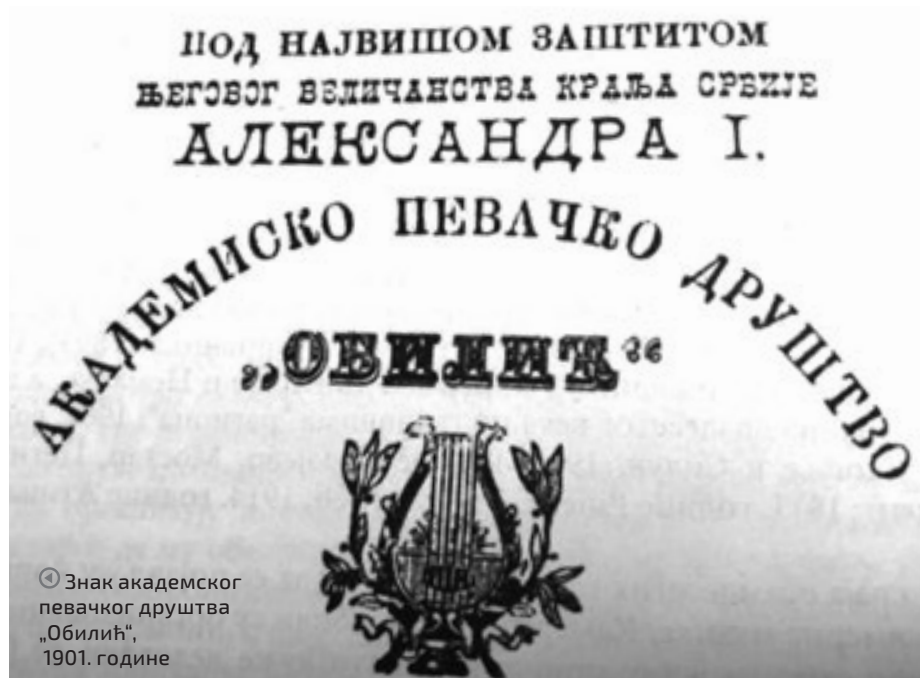 ПОД НАЈВИШОМ ЗАШТИТОМ
ЊЕГОВОГ ВЕЛИЧАНСТВА КРАЉА СРБИЈЕ
АЛЕКСАНДРА I.
АКАДЕМИСКО ПЕВАЧКО ДРУШТВО
„ОБИЛИЋ“
Знак академског
певачког друштва
„Обилић“,
1901. године